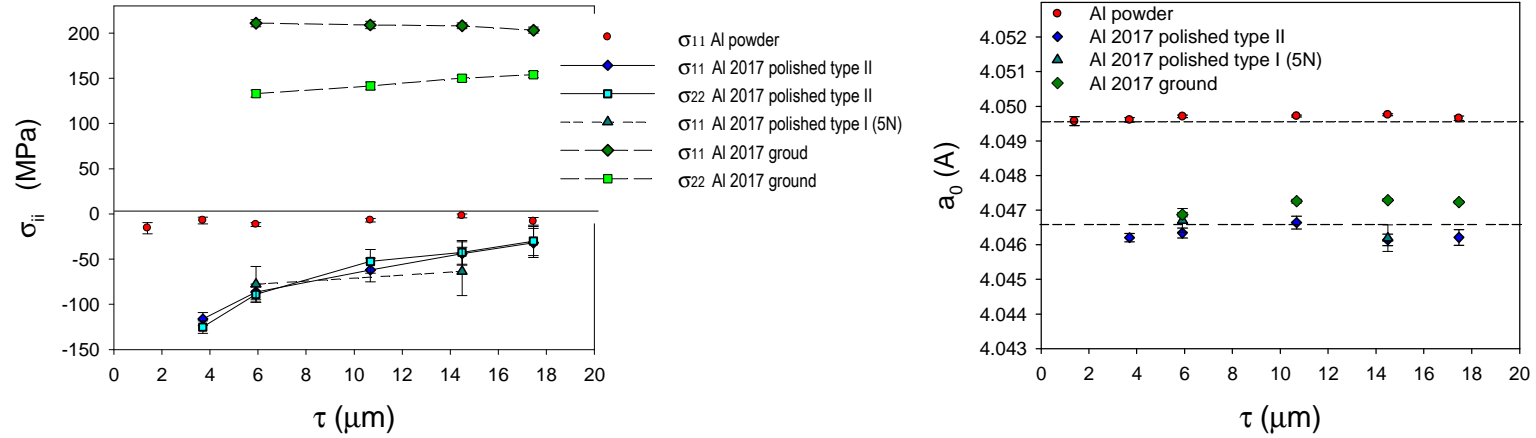 200
150
100
50
0
-50
-100
-150
0 2 4 6 8 10 12 14 16 18 20
σii (MPa)
τ (μm)
σ11 Al powder
σ11 Al 2017 polished type II
σ22 Al 2017 polished type II
σ11 Al 2017 polished type I (5N)
σ11 Al 2017 groud
σ22 Al 2017 ground
Al powder
Al 2017 polished type II
Al 2017 polished type I (5N)
Al 2017 ground
4.052
4.051
4.050
4.049
4.048
4.047
4.046
4.045
4.044
4.043
0 2 4 6 8 10 12 14 16 18 20
a0 (A)
τ (μm)